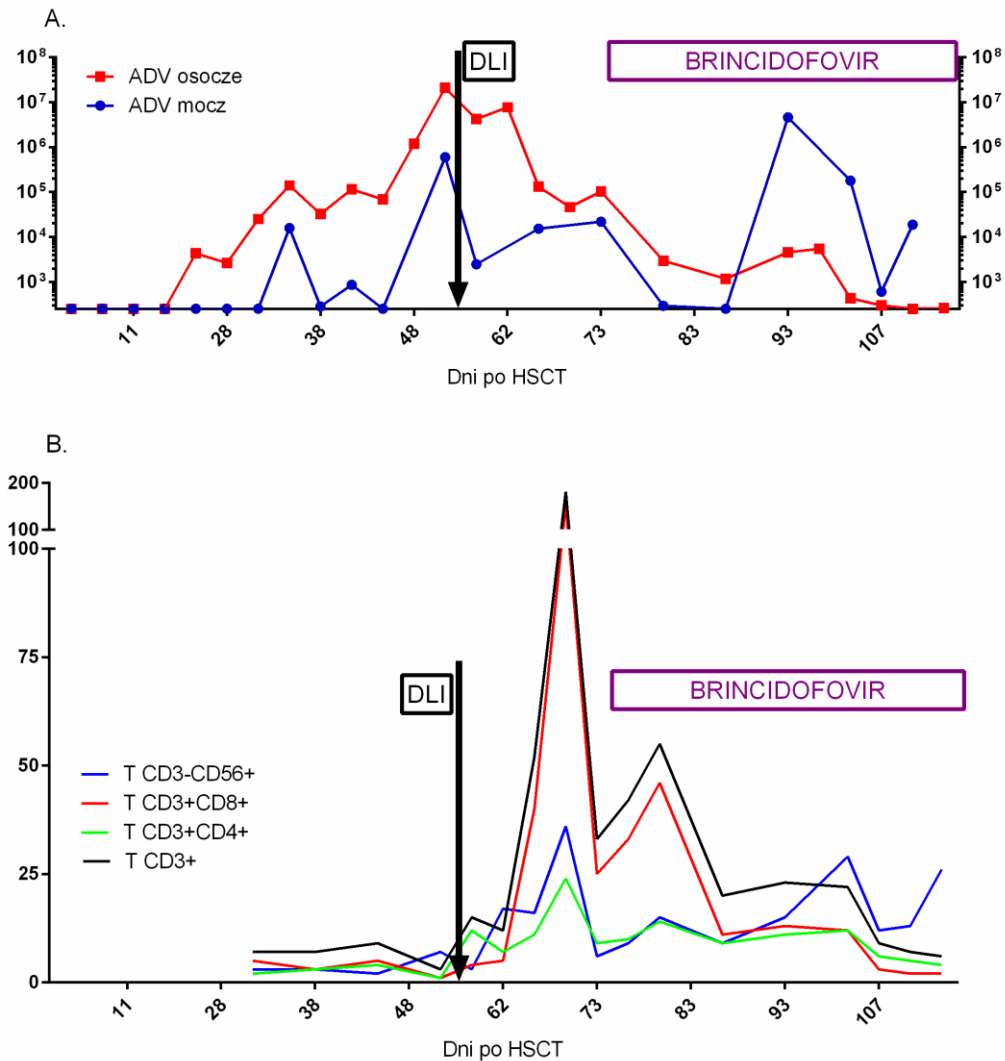 A.
DLI
BRINCIDOFOVIR
ADV osocze
ADV mocz
10⁸
10⁷
10⁶
10⁵
10⁴
10³
10⁸
10⁷
10⁶
10⁵
10⁴
10³
11 28 38 48 62 73 83 93 107
Dni po HSCT
B.
200
100
100
75
50
25
0
DLI
BRINCIDOFOVIR
T CD3-CD56+
T CD3+CD8+
T CD3+CD4+
T CD3+
11 28 38 48 62 73 83 93 107
Dni po HSCT